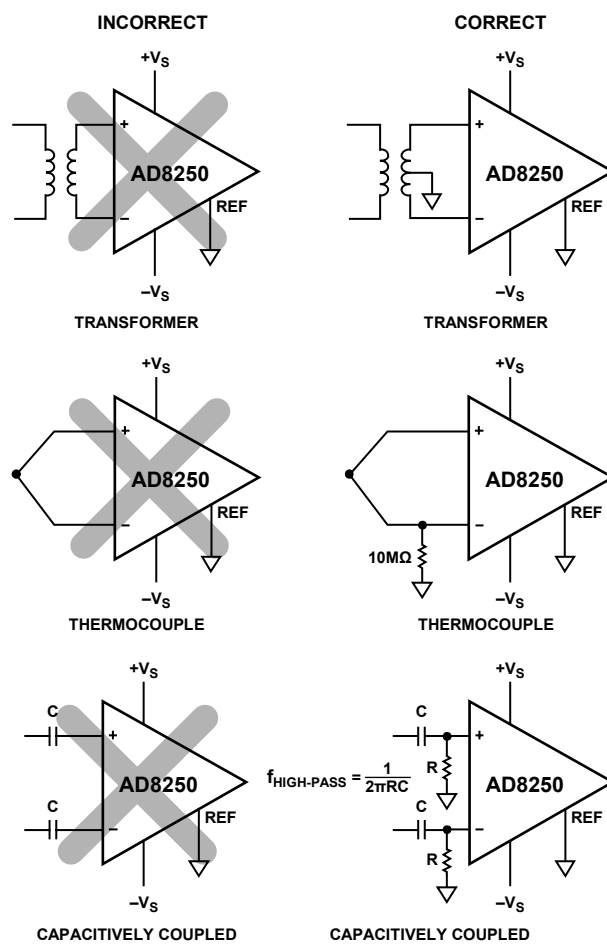 INCORRECT
CORRECT
+VS
+
AD8250
–
REF
–VS
TRANSFORMER
+VS
+
AD8250
–
REF
–VS
TRANSFORMER
+VS
+
AD8250
–
REF
–VS
THERMOCOUPLE
+VS
+
AD8250
–
REF
10MΩ
–VS
THERMOCOUPLE
+VS
C
+
AD8250
C
–
REF
–VS
CAPACITIVELY COUPLED
fHIGH-PASS = 1/2πRC
+VS
C
+
R
AD8250
C
–
REF
R
–VS
CAPACITIVELY COUPLED